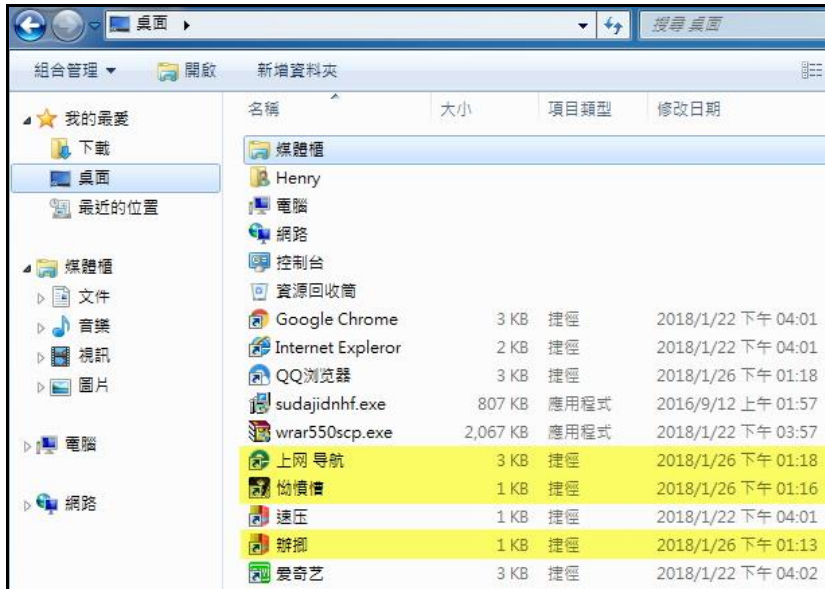 桌面
搜尋 桌面
組合管理 開啟 新增資料夾
名稱 大小 項目類型 修改日期
我的最愛
下載
桌面
最近的位置
媒體櫃
文件
音樂
視訊
圖片
電腦
網路
媒體櫃
Henry
電腦
網路
控制台
資源回收筒
Google Chrome 3 KB 捷徑 2018/1/22 下午 04:01
Internet Expleror 2 KB 捷徑 2018/1/22 下午 04:01
QQ浏览器 3 KB 捷徑 2018/1/26 下午 01:18
sudajidnhf.exe 807 KB 應用程式 2016/9/12 上午 01:57
wrar550scp.exe 2,067 KB 應用程式 2018/1/22 下午 03:57
上网 导航 3 KB 捷徑 2018/1/26 下午 01:18
怮憤慒 1 KB 捷徑 2018/1/26 下午 01:16
速压 1 KB 捷徑 2018/1/22 下午 04:01
1 KB 捷徑 2018/1/26 下午 01:13
爱奇艺 3 KB 捷徑 2018/1/22 下午 04:02